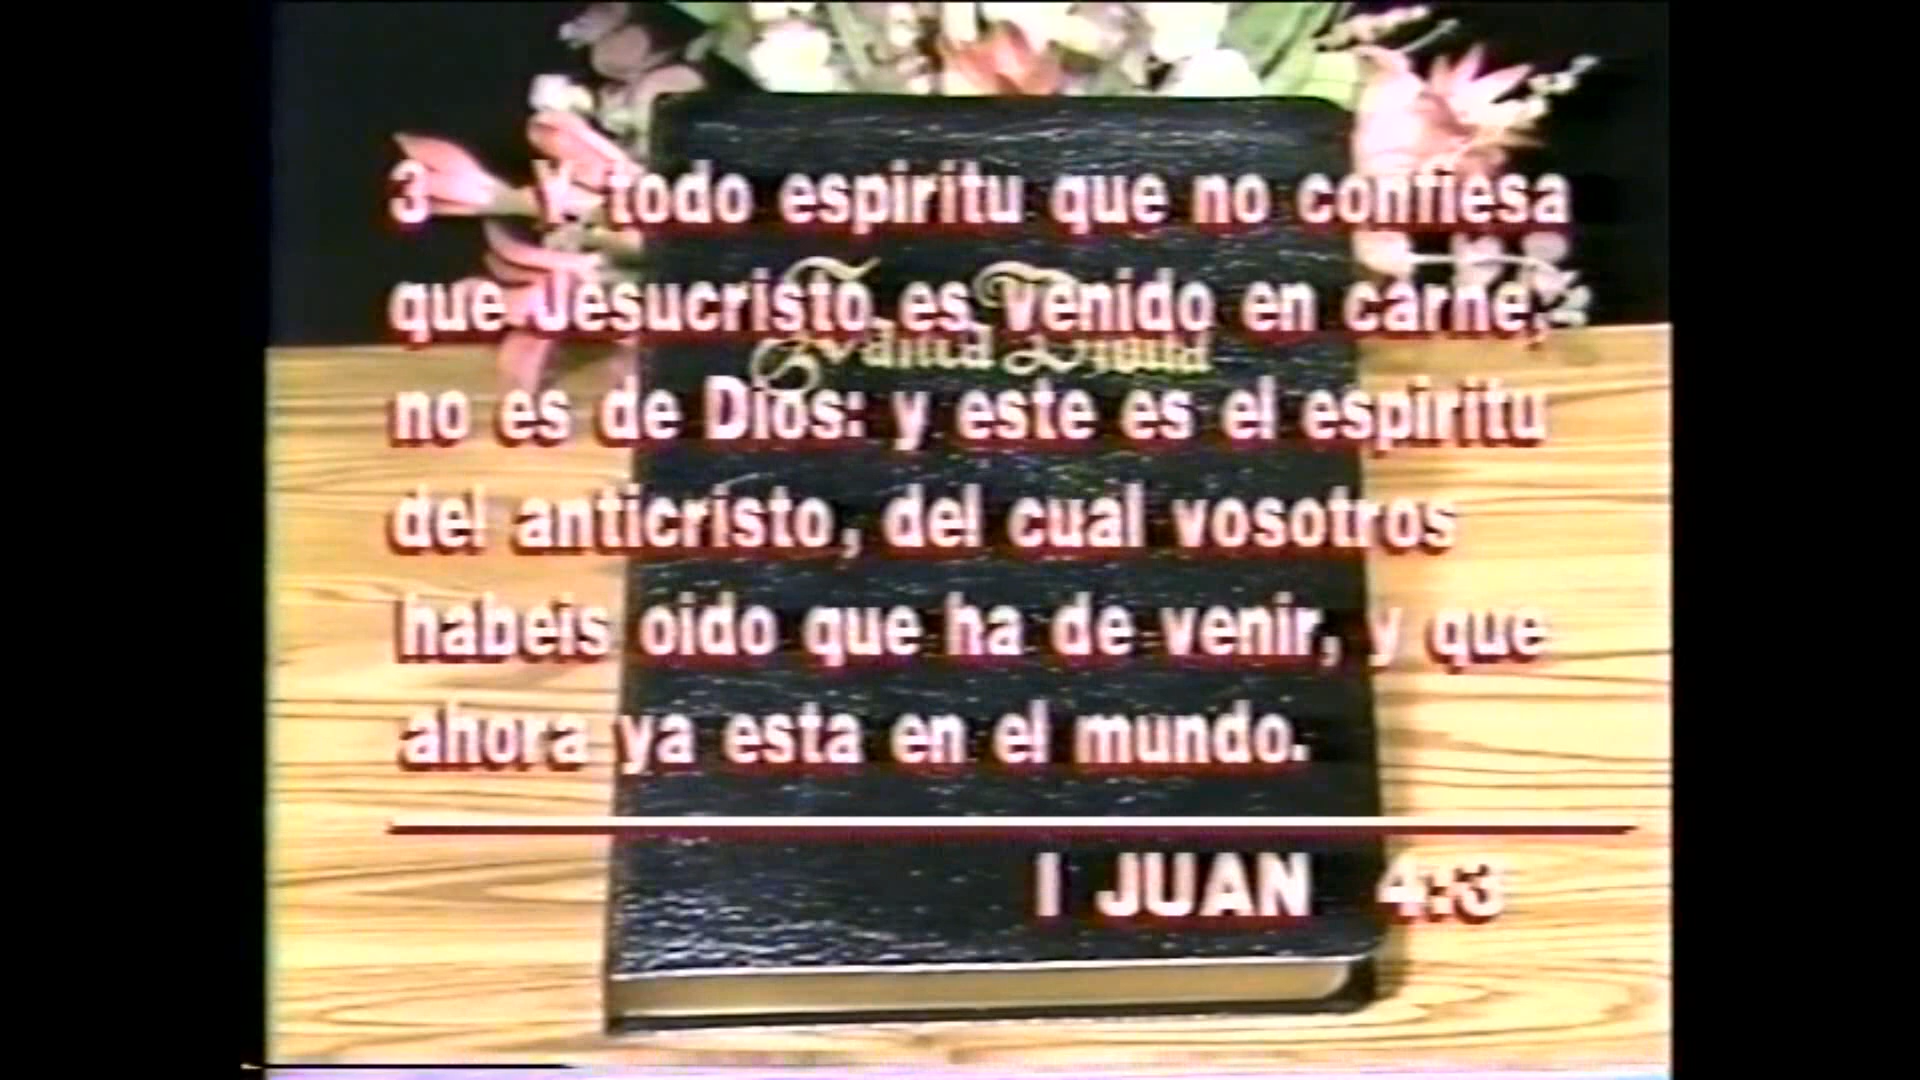 3 Y todo espiritu que no confiesa
que Jesucristo es venido en carne,
no es de Dios: y este es el espiritu
del anticristo, del cual vosotros
habeis oido que ha de venir, y que
ahora ya esta en el mundo.
I JUAN 4:3
Santa Biblia